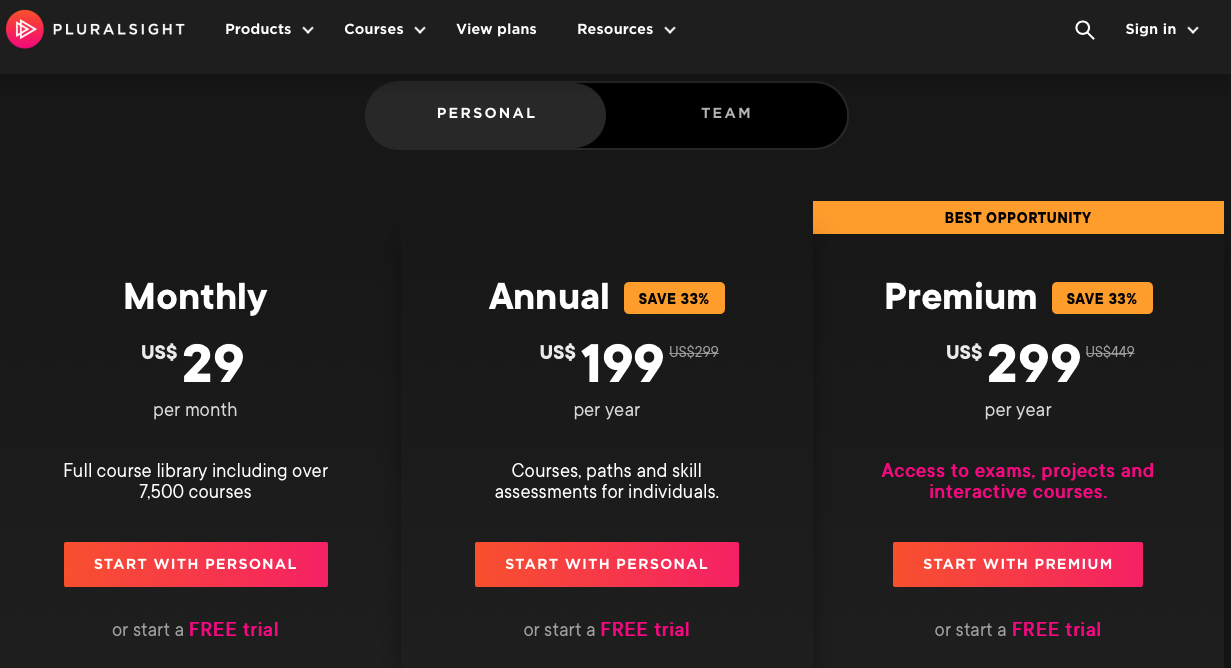 PLURALSIGHT Products Courses View plans Resources Sign in
PERSONAL TEAM
BEST OPPORTUNITY
Monthly
US$ 29
per month
Full course library including over
7,500 courses
START WITH PERSONAL
or start a FREE trial
Annual SAVE 33%
US$ 199 US$299
per year
Courses, paths and skill
assessments for individuals.
START WITH PERSONAL
or start a FREE trial
Premium SAVE 33%
US$ 299 US$449
per year
Access to exams, projects and
interactive courses.
START WITH PREMIUM
or start a FREE trial